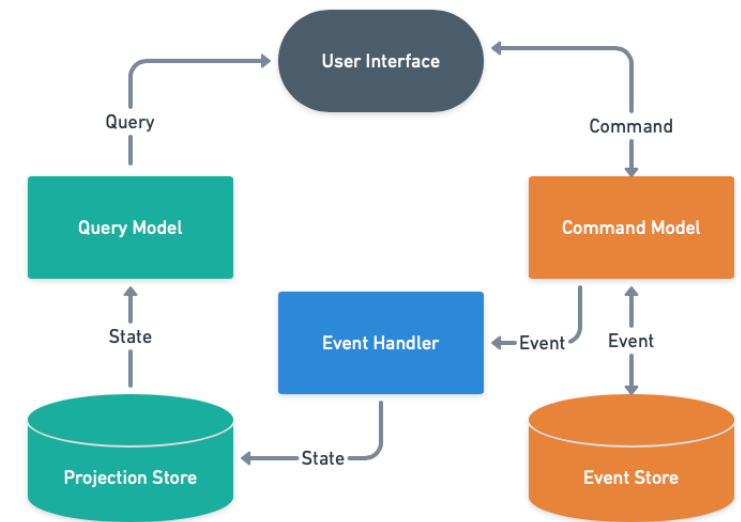 User Interface
Query
Command
Query Model
Command Model
State
Event Handler
Event
Event
Projection Store
State
Event Store